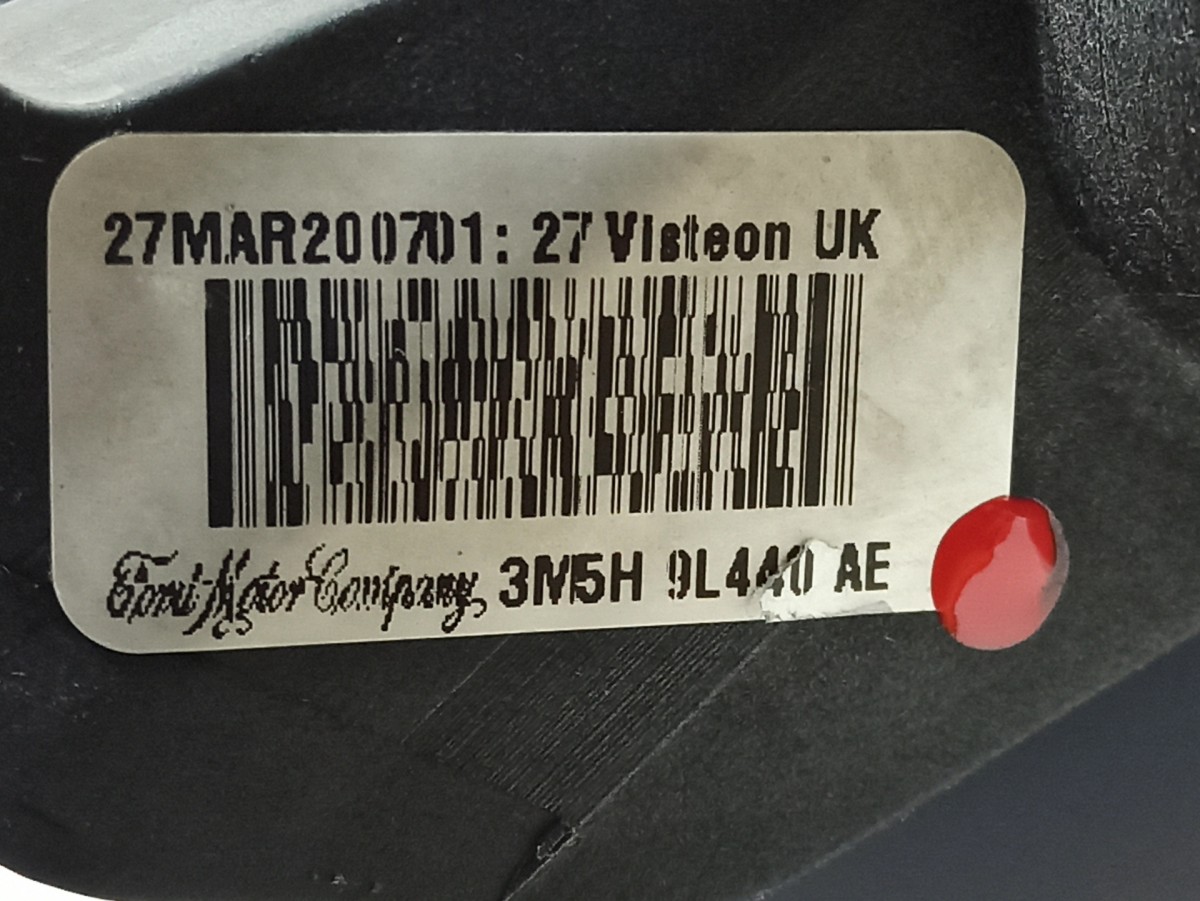 27MAR200701:27 Visteon UK
Ford Motor Company, 3M5H 9L440 AE